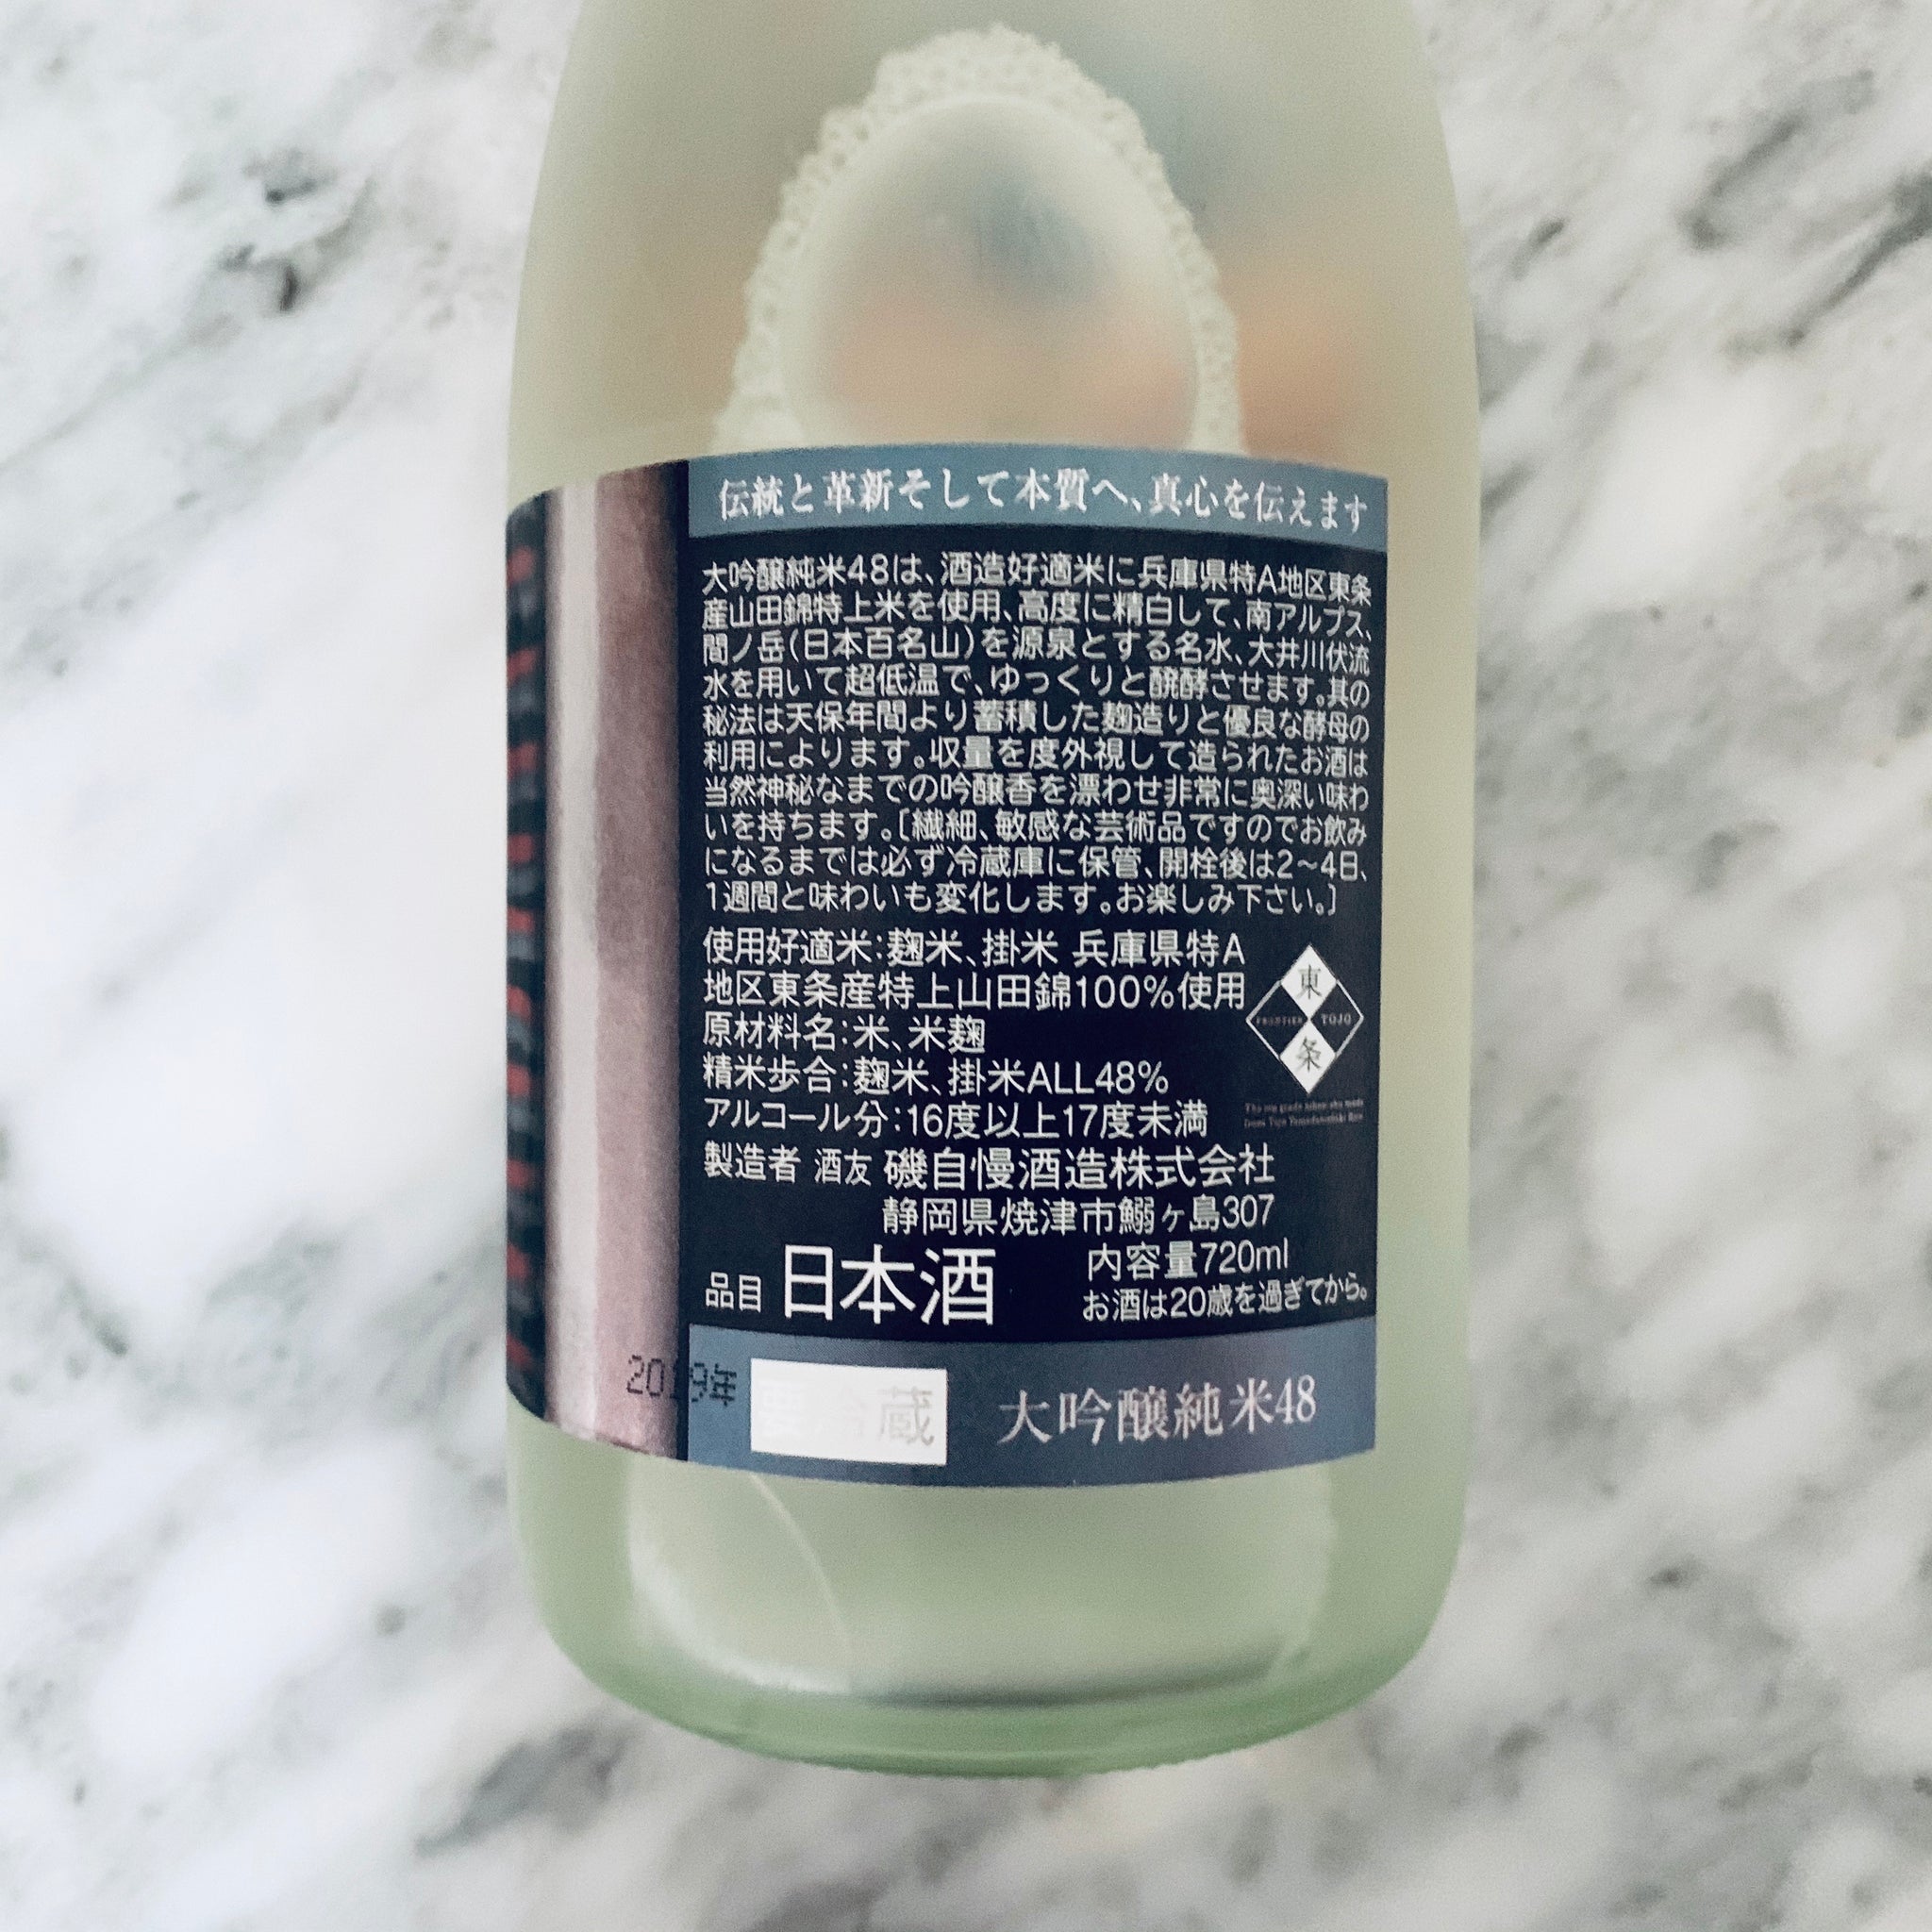 伝統と革新そして本質へ、真心を伝えます
大吟醸純米48は、酒造好適米に兵庫県特A地区東条
産山田錦特上米を使用、高度に精白して、南アルプス、
間ノ岳(日本百名山)を源泉とする名水、大井川伏流
水を用いて超低温で、ゆっくりと醗酵させます。其の
秘法は天保年間より蓄積した麹造りと優良な酵母の
利用によります。収量を度外視して造られたお酒は
当然神秘なまでの吟醸香を漂わせ非常に奥深い味わ
いを持ちます。[繊細、敏感な芸術品ですのでお飲み
になるまでは必ず冷蔵庫に保管、開栓後は2~4日、
1週間と味わいも変化します。お楽しみ下さい。]
使用好適米:麹米、掛米 兵庫県特A
地区東条産特上山田錦100%使用
原材料名:米、米麹
精米歩合:麹米、掛米ALL48%
アルコール分:16度以上17度未満
東
FRONTIER TOJO
条
製造者 酒友 磯自慢酒造株式会社
静岡県焼津市鰯ヶ島307
品目 日本酒
内容量720ml
お酒は20歳を過ぎてから。
2019年
要冷蔵
大吟醸純米48